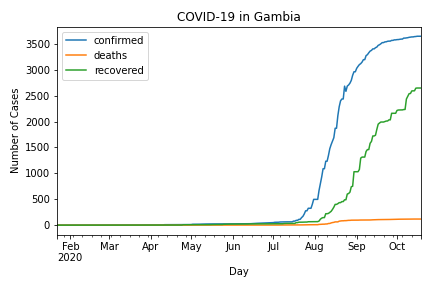 COVID-19 in Gambia
confirmed
deaths
recovered
Number of Cases
3500
3000
2500
2000
1500
1000
500
0
Feb Mar Apr May Jun Jul Aug Sep Oct
2020
Day